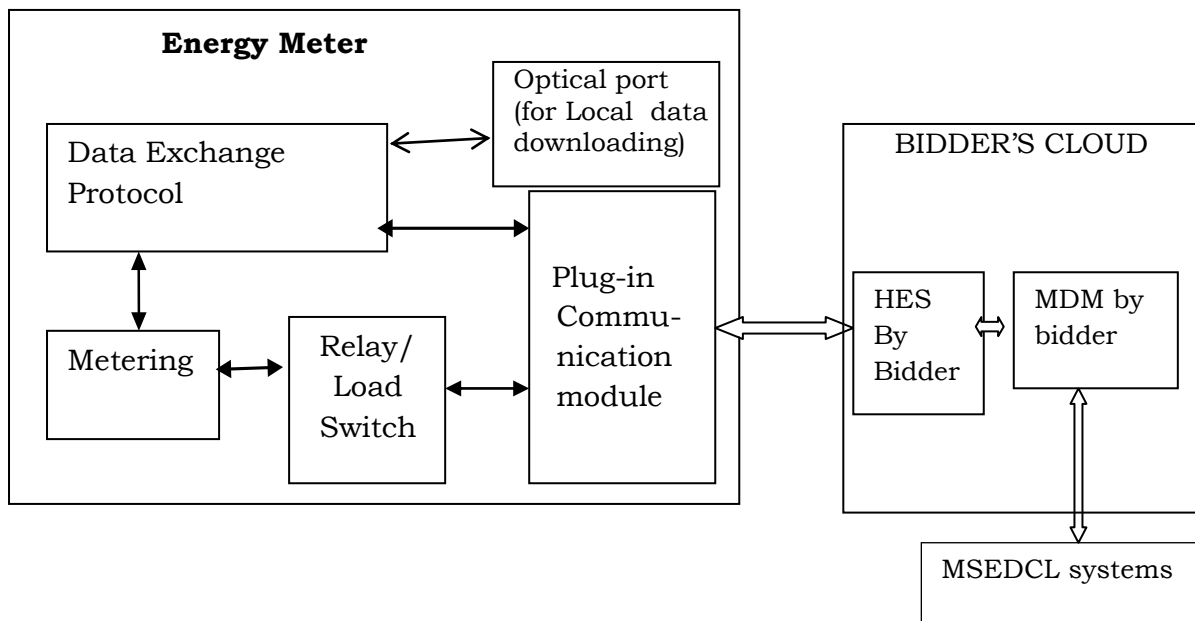 Energy Meter
Optical port
(for Local data
downloading)
Data Exchange
Protocol
Plug-in
Commu-
nication
module
Metering
Relay/
Load
Switch
BIDDER'S CLOUD
HES
By
Bidder
MDM by
bidder
MSEDCL systems